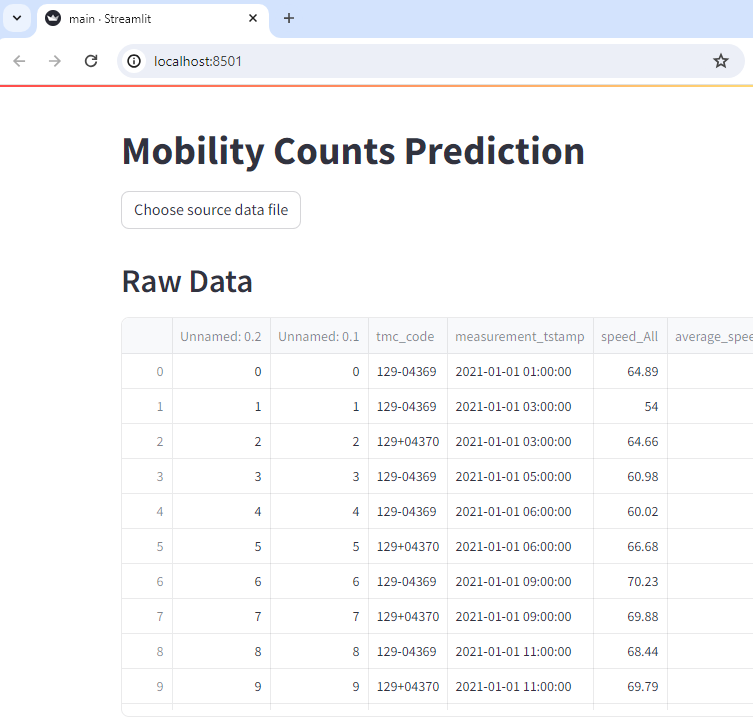 main · Streamlit
localhost:8501
Mobility Counts Prediction
Choose source data file
Raw Data
Unnamed: 0.2 Unnamed: 0.1 tmc_code measurement_tstamp speed_All average_spee
0 0 0 129-04369 2021-01-01 01:00:00 64.89
1 1 1 129-04369 2021-01-01 03:00:00 54
2 2 2 129+04370 2021-01-01 03:00:00 64.66
3 3 3 129-04369 2021-01-01 05:00:00 60.98
4 4 4 129-04369 2021-01-01 06:00:00 60.02
5 5 5 129+04370 2021-01-01 06:00:00 66.68
6 6 6 129-04369 2021-01-01 09:00:00 70.23
7 7 7 129+04370 2021-01-01 09:00:00 69.88
8 8 8 129-04369 2021-01-01 11:00:00 68.44
9 9 9 129+04370 2021-01-01 11:00:00 69.79